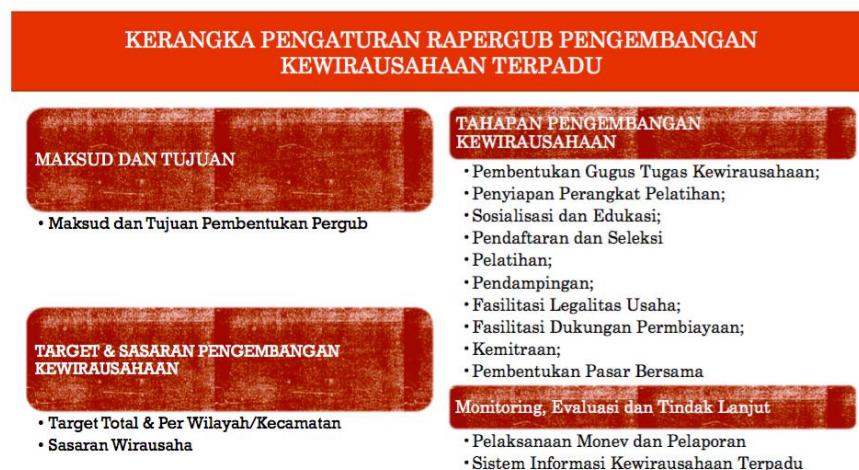 KERANGKA PENGATURAN RAPERGUB PENGEMBANGAN
KEWIRAUSAHAAN TERPADU
MAKSUD DAN TUJUAN
• Maksud dan Tujuan Pembentukan Pergub
TARGET & SASARAN PENGEMBANGAN
KEWIRAUSAHAAN
• Target Total & Per Wilayah/Kecamatan
• Sasaran Wirausaha
TAHAPAN PENGEMBANGAN
KEWIRAUSAHAAN
• Pembentukan Gugus Tugas Kewirausahaan;
• Penyiapan Perangkat Pelatihan;
• Sosialisasi dan Edukasi;
• Pendaftaran dan Seleksi
• Pelatihan;
• Pendampingan;
• Fasilitasi Legalitas Usaha;
• Fasilitasi Dukungan Permbiayaan;
• Kemitraan;
• Pembentukan Pasar Bersama
Monitoring, Evaluasi dan Tindak Lanjut
• Pelaksanaan Monev dan Pelaporan
• Sistem Informasi Kewirausahaan Terpadu